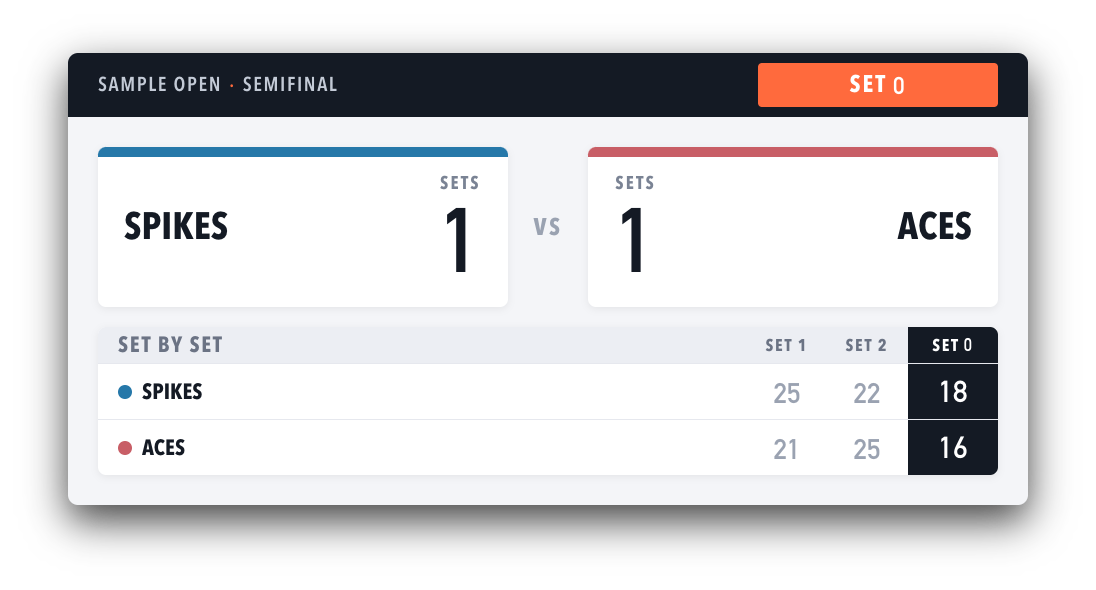 SAMPLE OPEN · SEMIFINAL
SET 0
SPIKES
SETS
1
VS
SETS
1
ACES
SET BY SET SET 1 SET 2 SET 0
SPIKES 25 22 18
ACES 21 25 16